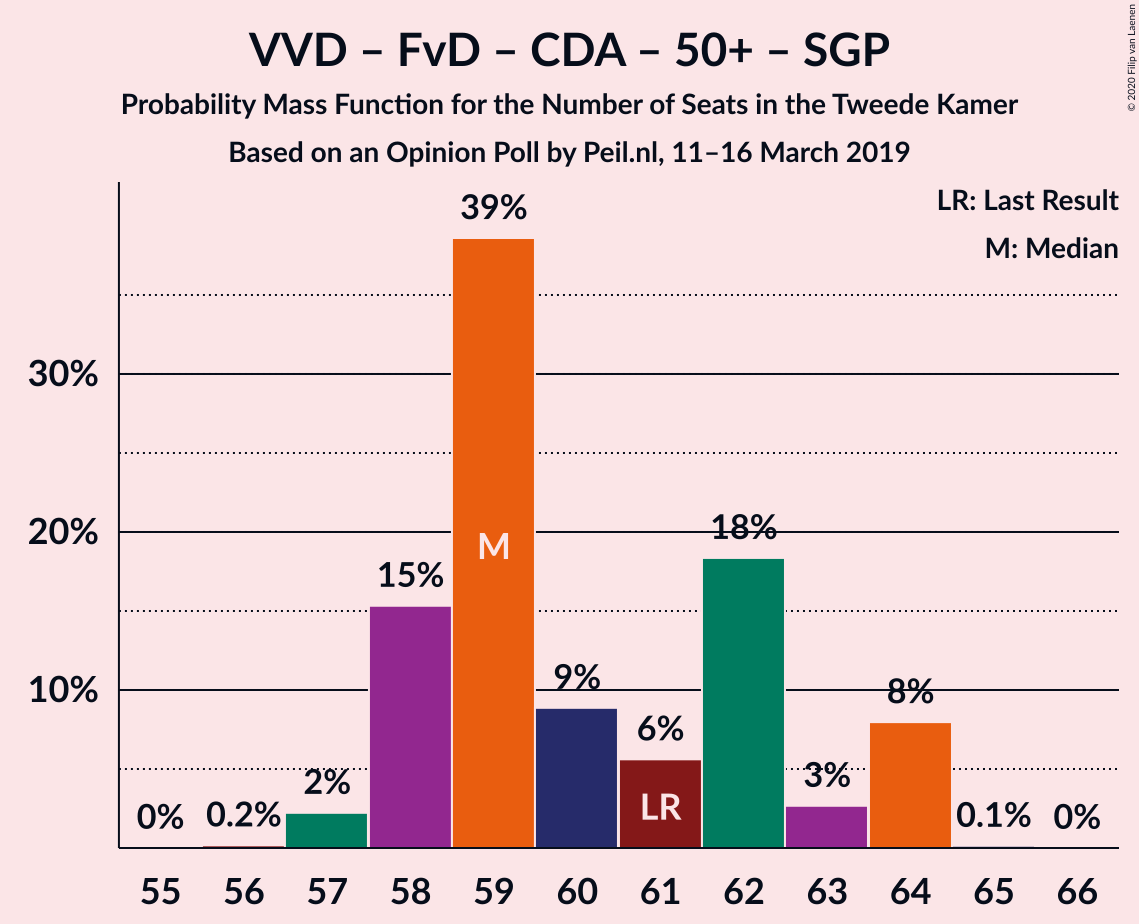 VVD – FvD – CDA – 50+ – SGP
Probability Mass Function for the Number of Seats in the Tweede Kamer
Based on an Opinion Poll by Peil.nl, 11–16 March 2019
© 2020 Filip van Laenen
LR: Last Result
M: Median
30%
20%
10%
0%
0.2%
2%
15%
39%
9%
6%
18%
3%
8%
0.1%
0%
M
LR
55 56 57 58 59 60 61 62 63 64 65 66